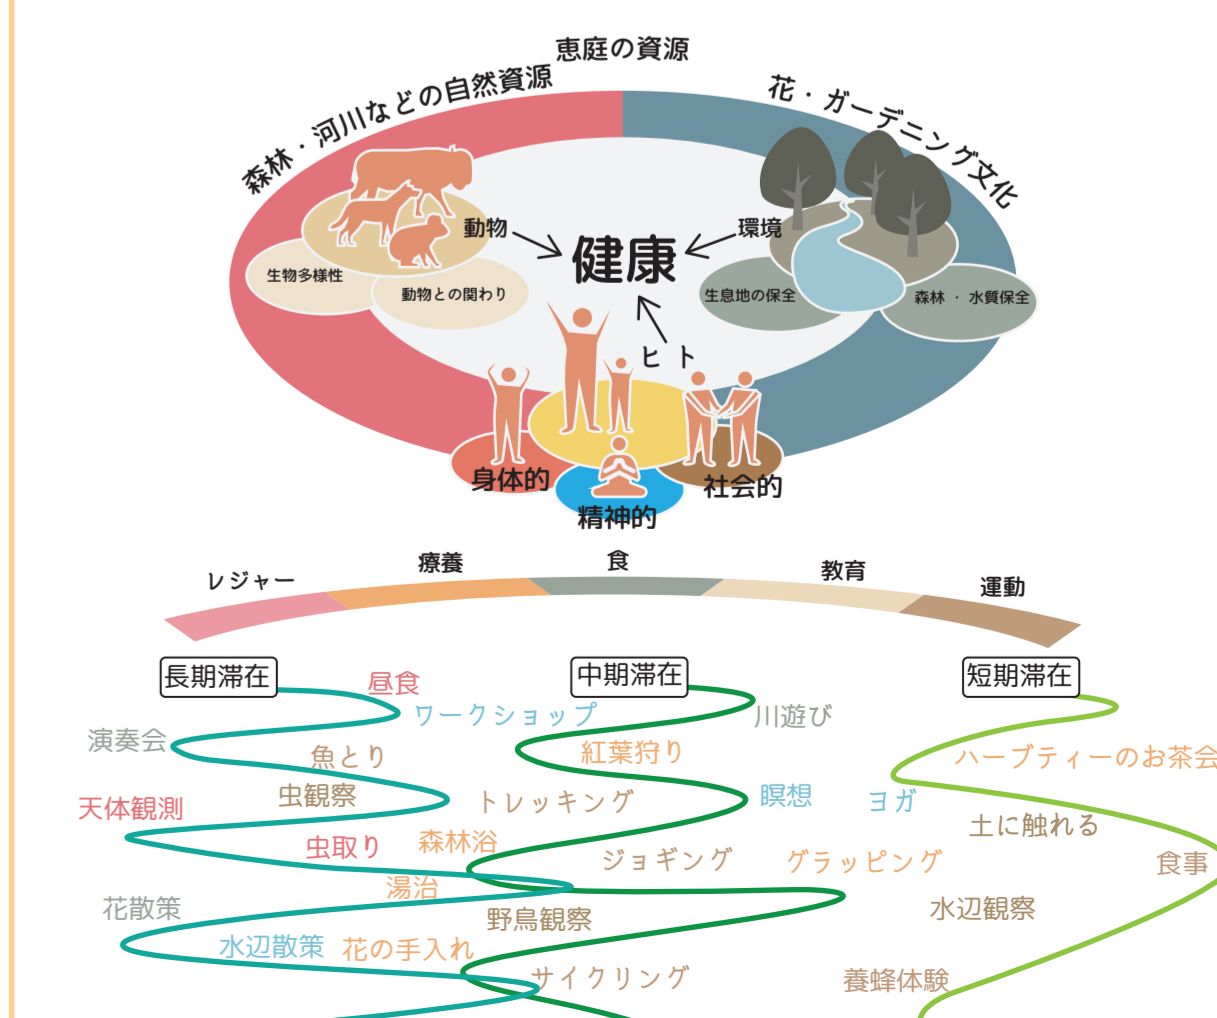 恵庭の資源
森林・河川などの自然資源
花・ガーデニング文化
動物
環境
健康
生物多様性
動物との関わり
生息地の保全
森林 ・ 水質保全
ヒト
身体的
社会的
精神的
レジャー
療養
食
教育
運動
長期滞在
中期滞在
短期滞在
昼食
ワークショップ
川遊び
演奏会
魚とり
紅葉狩り
ハーブティーのお茶会
虫観察
トレッキング
瞑想
ヨガ
天体観測
土に触れる
虫取り
森林浴
ジョギング
グラッピング
食事
湯治
花散策
野鳥観察
水辺観察
水辺散策
花の手入れ
サイクリング
養蜂体験